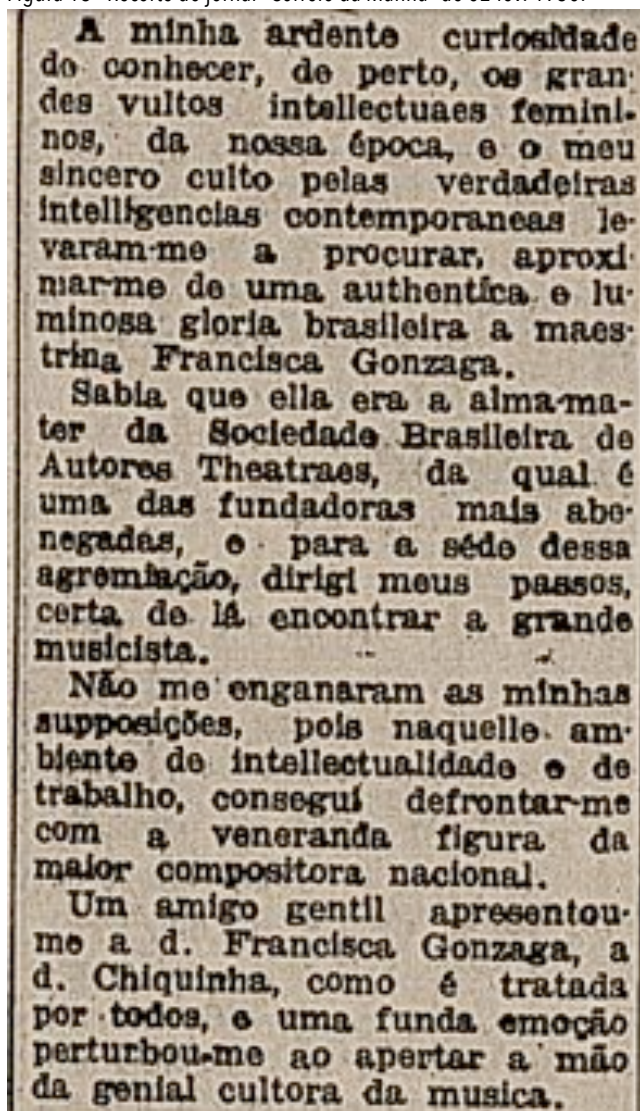 A minha ardente curiosidade
de conhecer, de perto, os gran-
des vultos intellectuaes femini-
nos, da nossa época, e o meu
sincero culto pelas verdadeiras
intelligencias contemporaneas le-
varam-me a procurar, aproxi-
mar-me de uma authentica e lu-
minosa gloria brasileira a maes-
trina Francisca Gonzaga.
Sabia que ella era a alma-ma-
ter da Sociedade Brasileira de
Autores Theatraes, da qual é
uma das fundadoras mais abe-
negadas, e para a séde dessa
agremiação, dirigi meus passos,
certa de lá encontrar a grande
musicista.
Não me enganaram as minhas
supposições, pois naquelle am-
biente de intellectualidade e de
trabalho, conseguí defrontar-me
com a veneranda figura da
maior compositora nacional.
Um amigo gentil apresentou-
me a d. Francisca Gonzaga, a
d. Chiquinha, como é tratada
por todos, e uma funda emoção
perturbou-me ao apertar a mão
da genial cultora da musica.